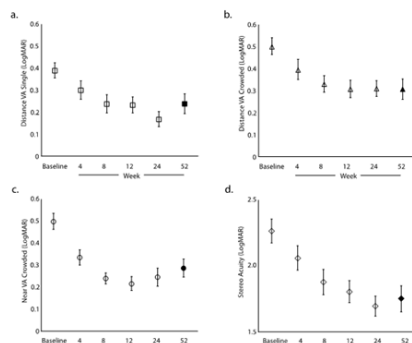 a.
Distance VA Single (LogMAR)
0.6
0.5
0.4
0.3
0.2
0.1
0
Baseline 4 8 12 24 52
Week
b.
Distance VA Crowded (LogMAR)
0.6
0.5
0.4
0.3
0.2
0.1
0
Baseline 4 8 12 24 52
Week
c.
Near VA Crowded (LogMAR)
0.6
0.5
0.4
0.3
0.2
0.1
0
Baseline 4 8 12 24 52
d.
Stereo Acuity (LogMAR)
2.5
2.0
1.5
Baseline 4 8 12 24 52